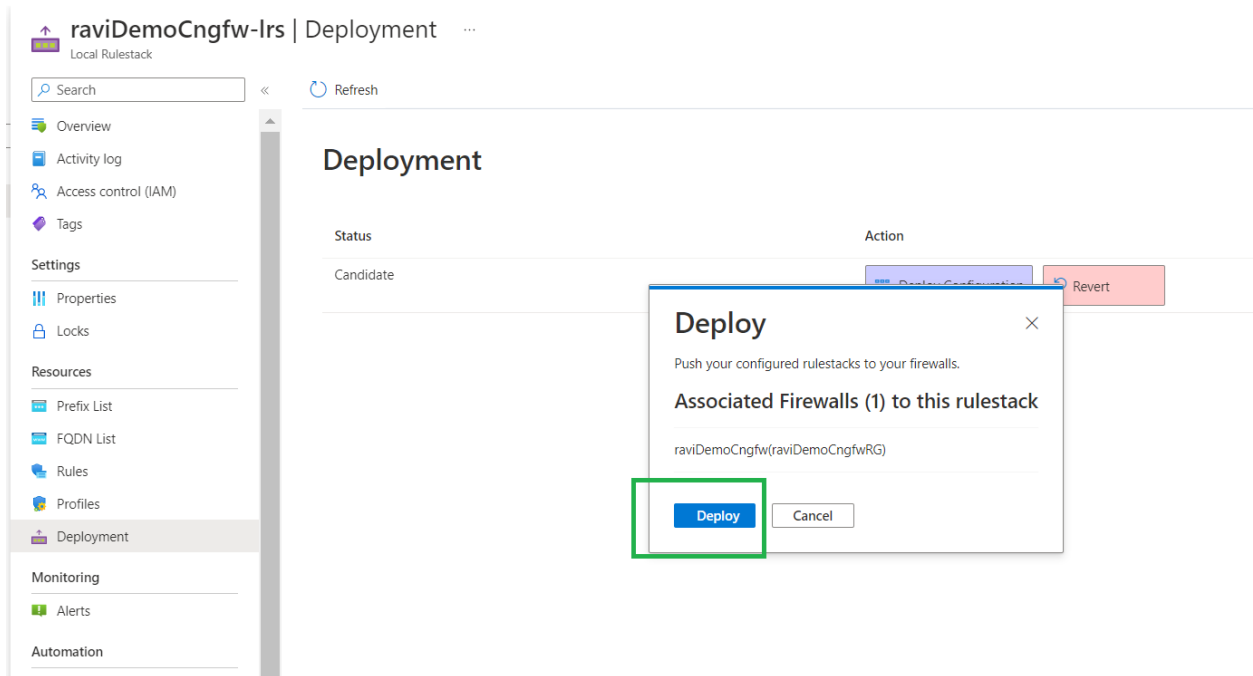 raviDemoCngfw-lrs | Deployment ...
Local Rulestack
Search
«
Refresh
Overview
Activity log
Access control (IAM)
Tags
Settings
Properties
Locks
Resources
Prefix List
FQDN List
Rules
Profiles
Deployment
Monitoring
Alerts
Automation
Deployment
Status
Action
Candidate
Deploy Configuration
Revert
Deploy
Push your configured rulestacks to your firewalls.
Associated Firewalls (1) to this rulestack
raviDemoCngfw(raviDemoCngfwRG)
Deploy
Cancel